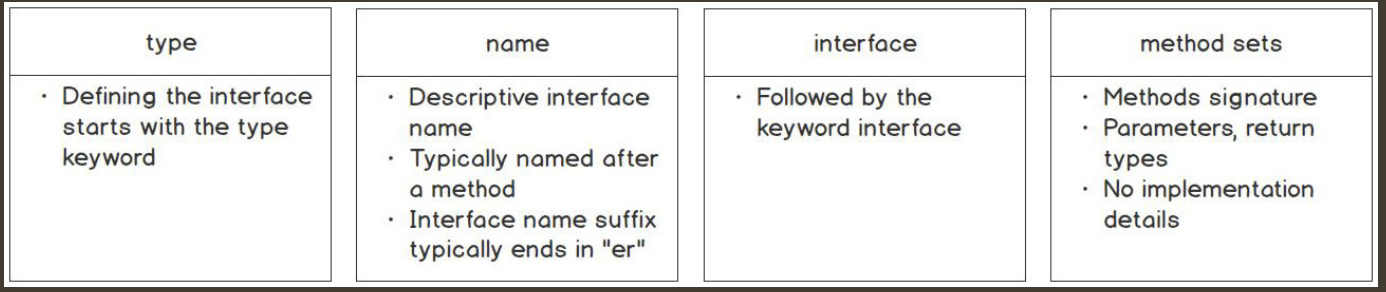 type
· Defining the interface
starts with the type
keyword
name
· Descriptive interface
name
· Typically named after
a method
· Interface name suffix
typically ends in "er"
interface
· Followed by the
keyword interface
method sets
· Methods signature
· Parameters, return
types
· No implementation
details